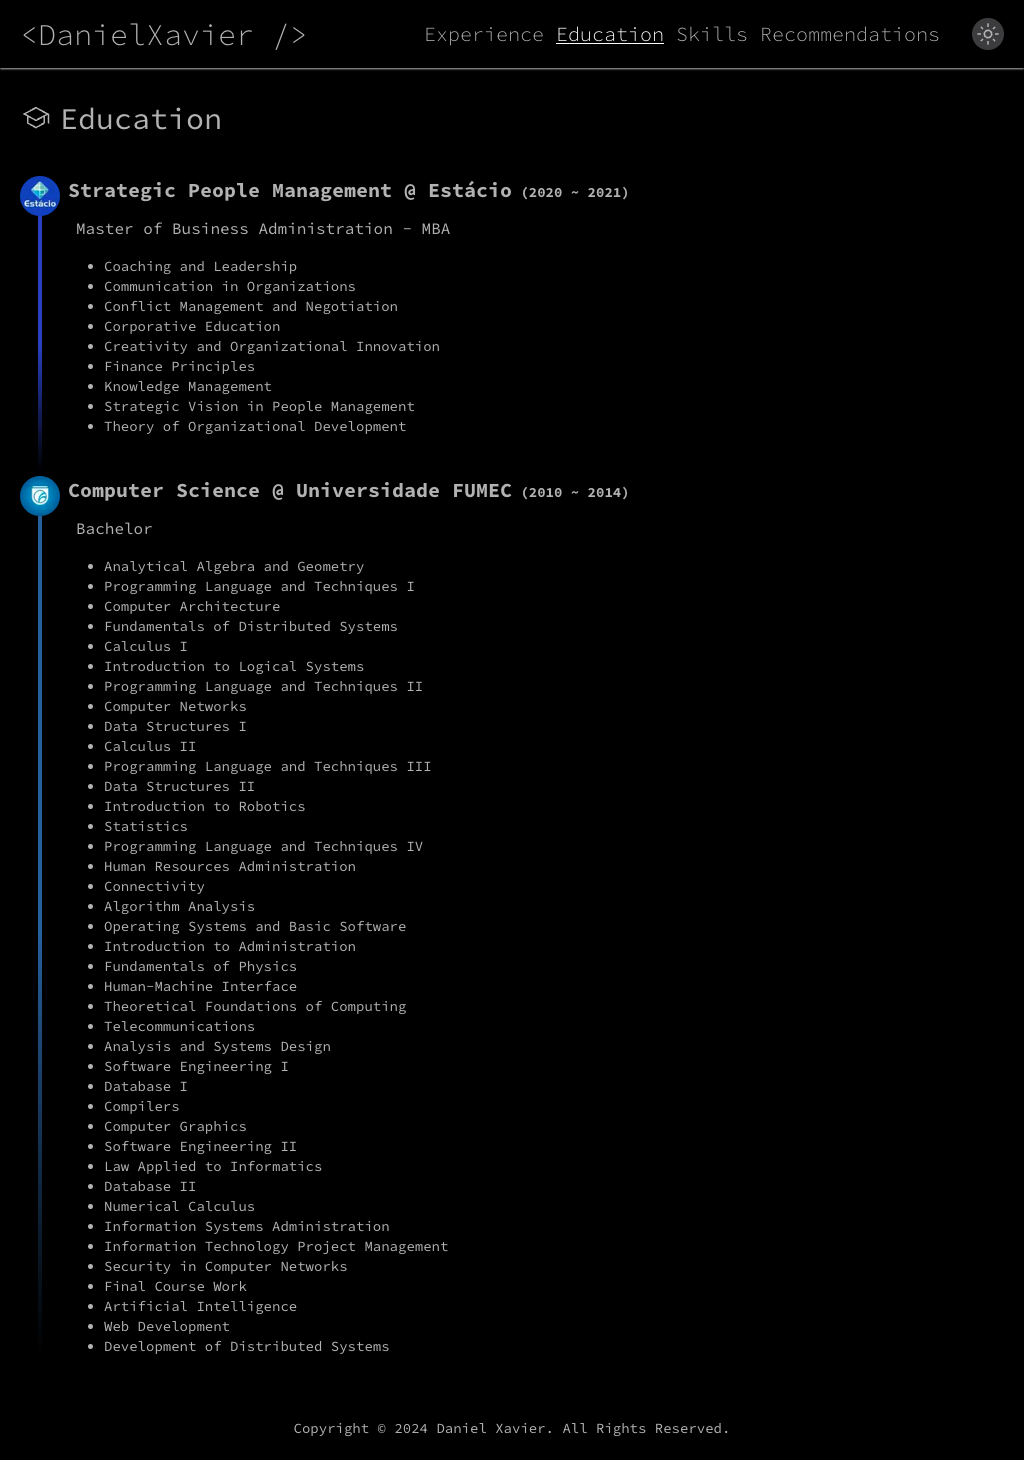 <DanielXavier />
Experience Education Skills Recommendations
Education
Estácio
Strategic People Management @ Estácio (2020 ~ 2021)
Master of Business Administration - MBA
• Coaching and Leadership
• Communication in Organizations
• Conflict Management and Negotiation
• Corporative Education
• Creativity and Organizational Innovation
• Finance Principles
• Knowledge Management
• Strategic Vision in People Management
• Theory of Organizational Development
Computer Science @ Universidade FUMEC (2010 ~ 2014)
Bachelor
• Analytical Algebra and Geometry
• Programming Language and Techniques I
• Computer Architecture
• Fundamentals of Distributed Systems
• Calculus I
• Introduction to Logical Systems
• Programming Language and Techniques II
• Computer Networks
• Data Structures I
• Calculus II
• Programming Language and Techniques III
• Data Structures II
• Introduction to Robotics
• Statistics
• Programming Language and Techniques IV
• Human Resources Administration
• Connectivity
• Algorithm Analysis
• Operating Systems and Basic Software
• Introduction to Administration
• Fundamentals of Physics
• Human-Machine Interface
• Theoretical Foundations of Computing
• Telecommunications
• Analysis and Systems Design
• Software Engineering I
• Database I
• Compilers
• Computer Graphics
• Software Engineering II
• Law Applied to Informatics
• Database II
• Numerical Calculus
• Information Systems Administration
• Information Technology Project Management
• Security in Computer Networks
• Final Course Work
• Artificial Intelligence
• Web Development
• Development of Distributed Systems
Copyright © 2024 Daniel Xavier. All Rights Reserved.